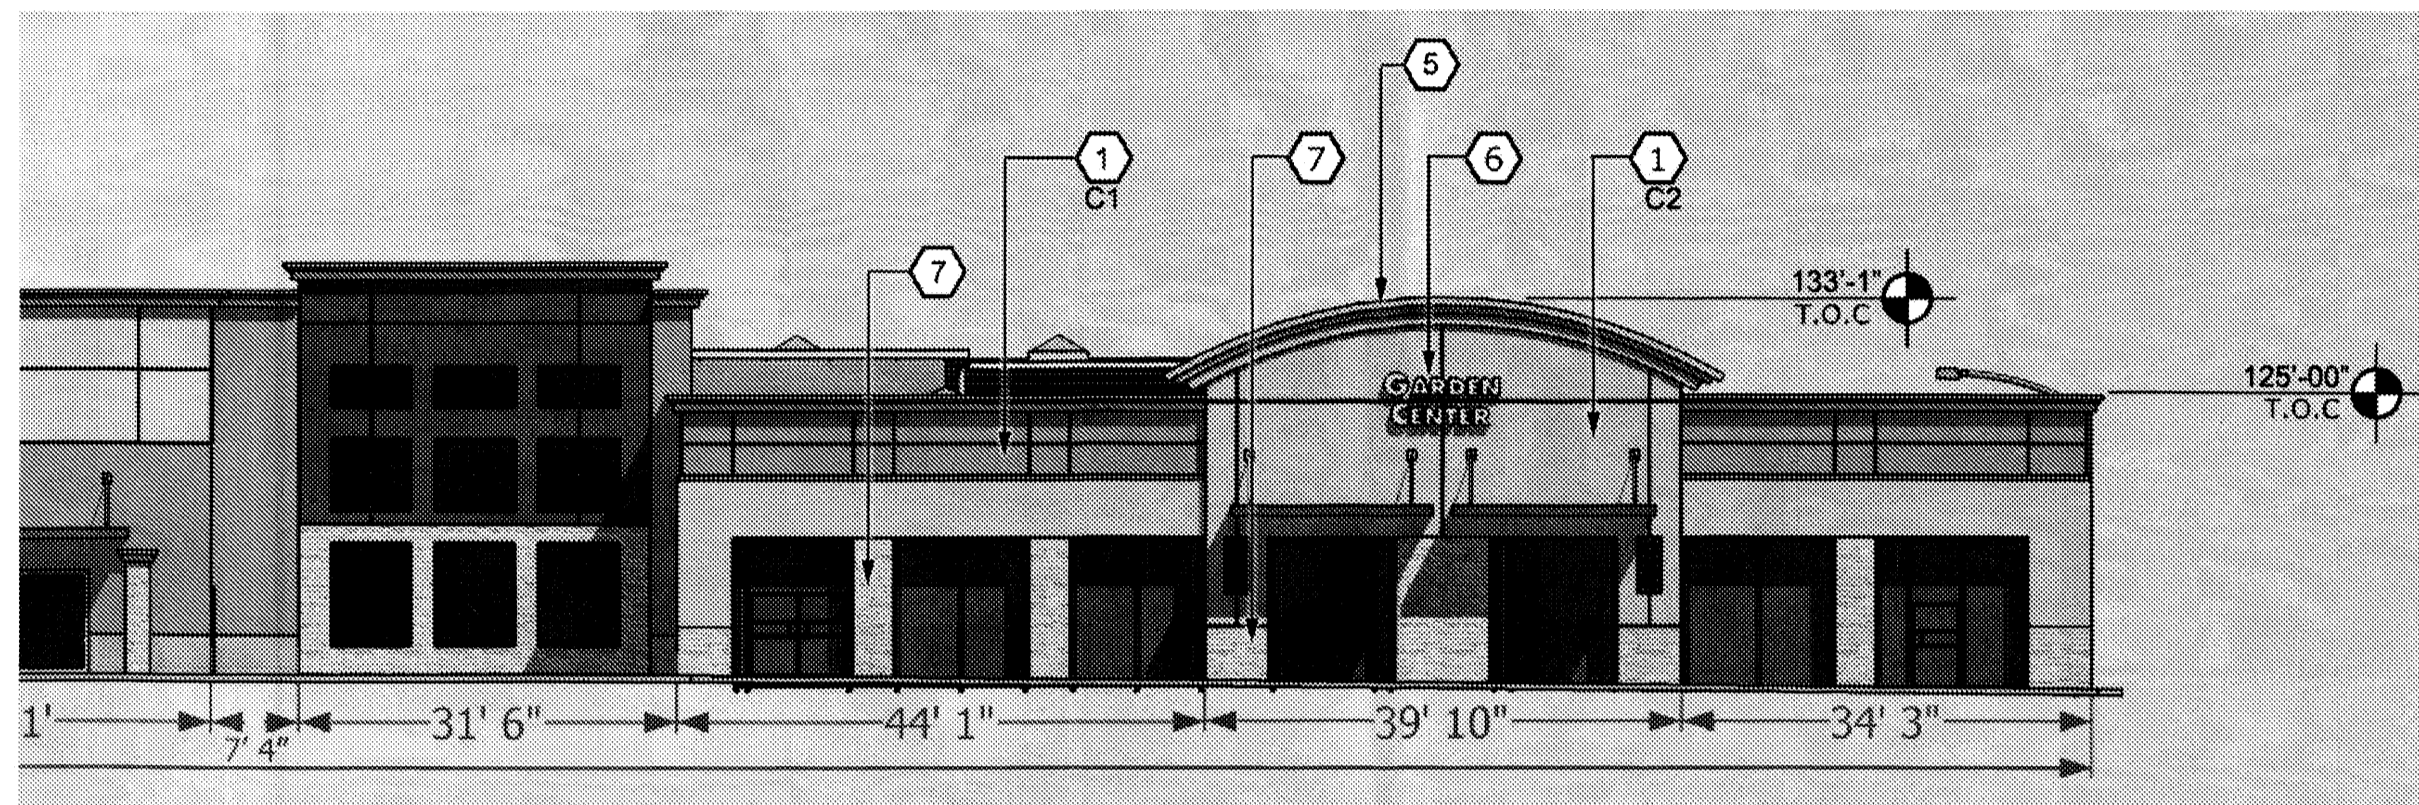 5
1
C1
7
6
1
C2
7
133'-1"
T.O.C
125'-00"
T.O.C
GARDEN
CENTER
1'
7' 4"
31' 6"
44' 1"
39' 10"
34' 3"